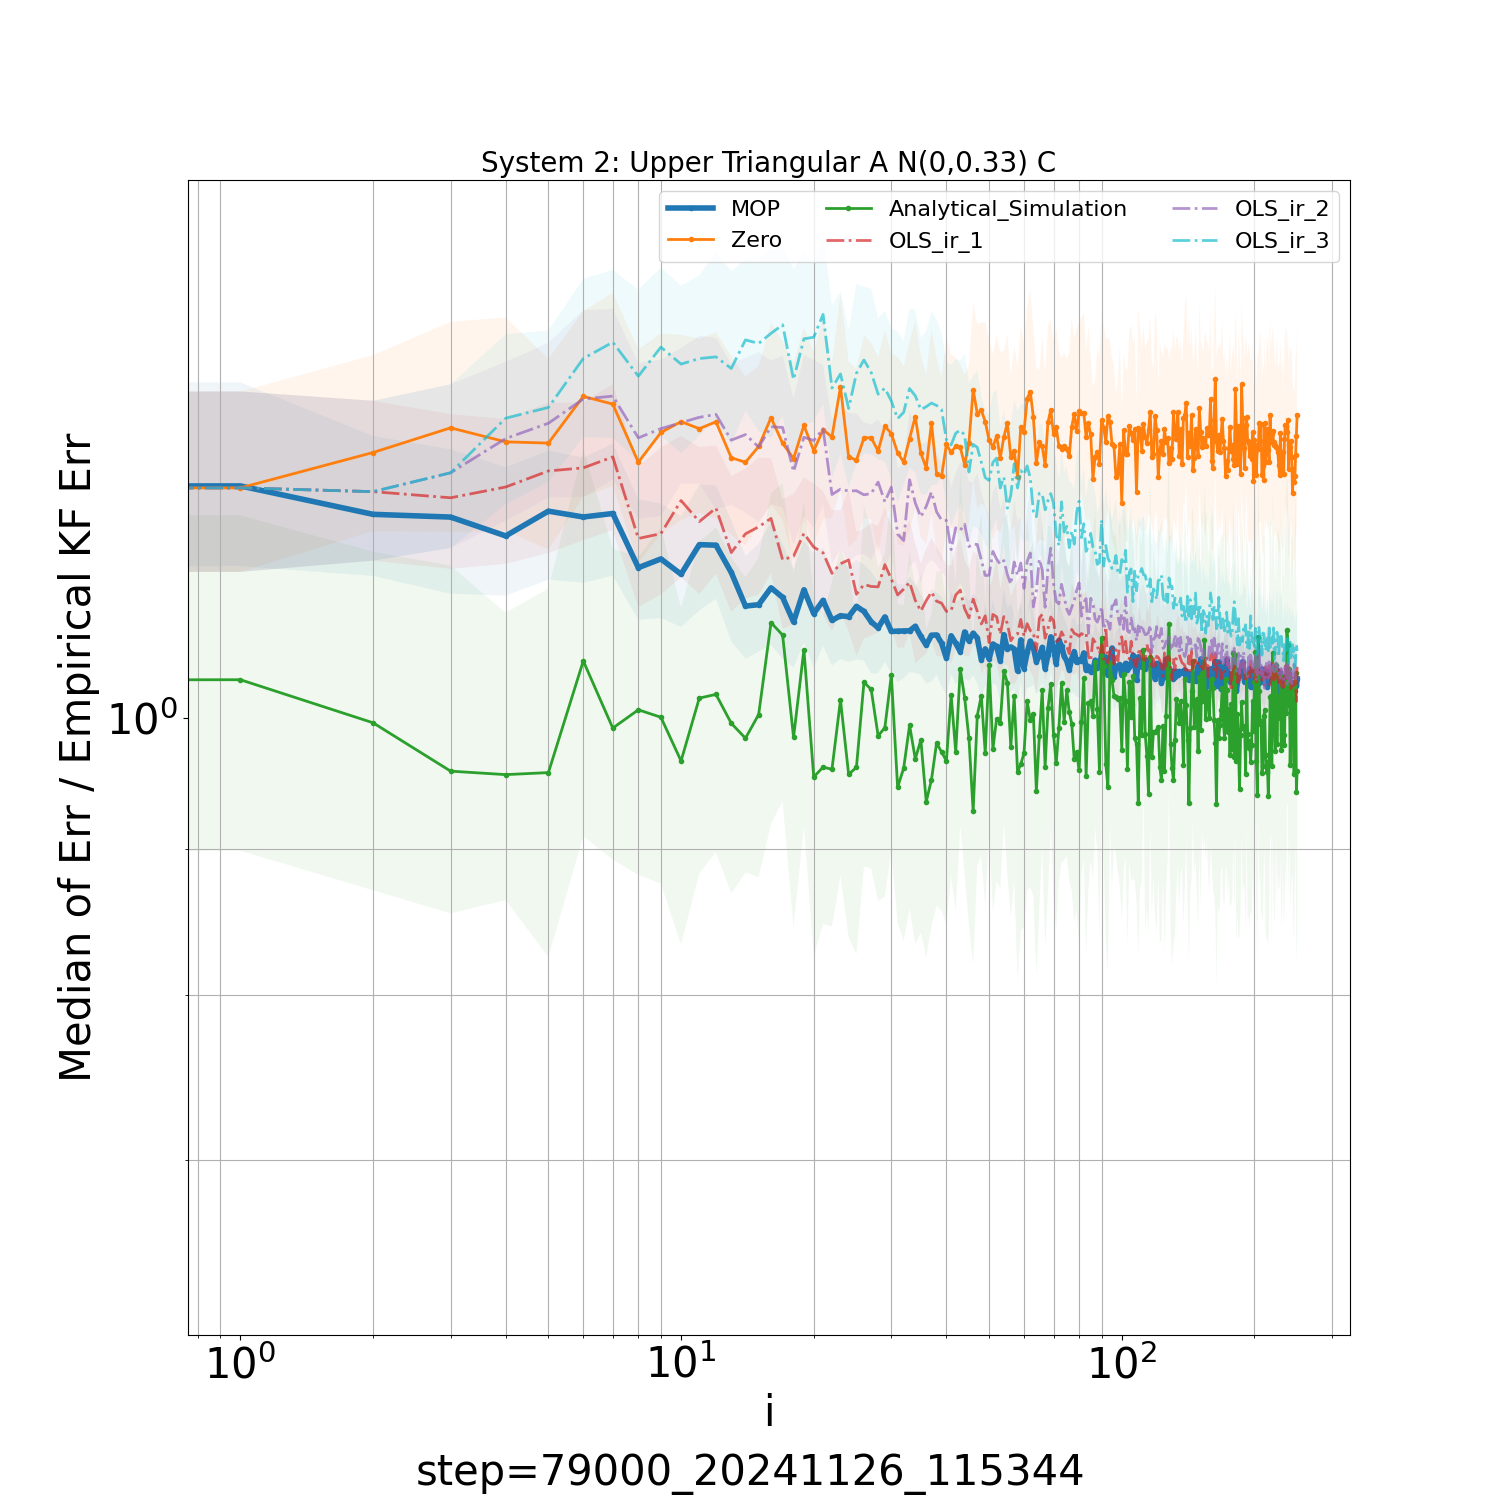 System 2: Upper Triangular A N(0,0.33) C
MOP
Zero
Analytical_Simulation
OLS_ir_1
OLS_ir_2
OLS_ir_3
Median of Err / Empirical KF Err
10⁰
10⁰
10¹
10²
i
step=79000_20241126_115344